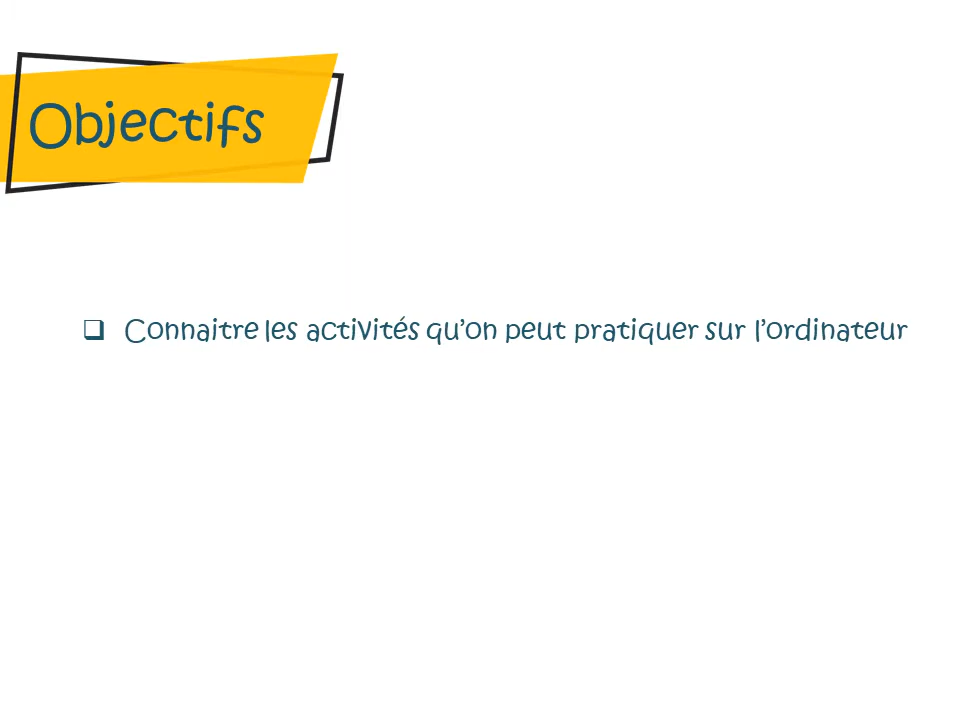 Objectifs
❑ Connaitre les activités qu’on peut pratiquer sur l’ordinateur